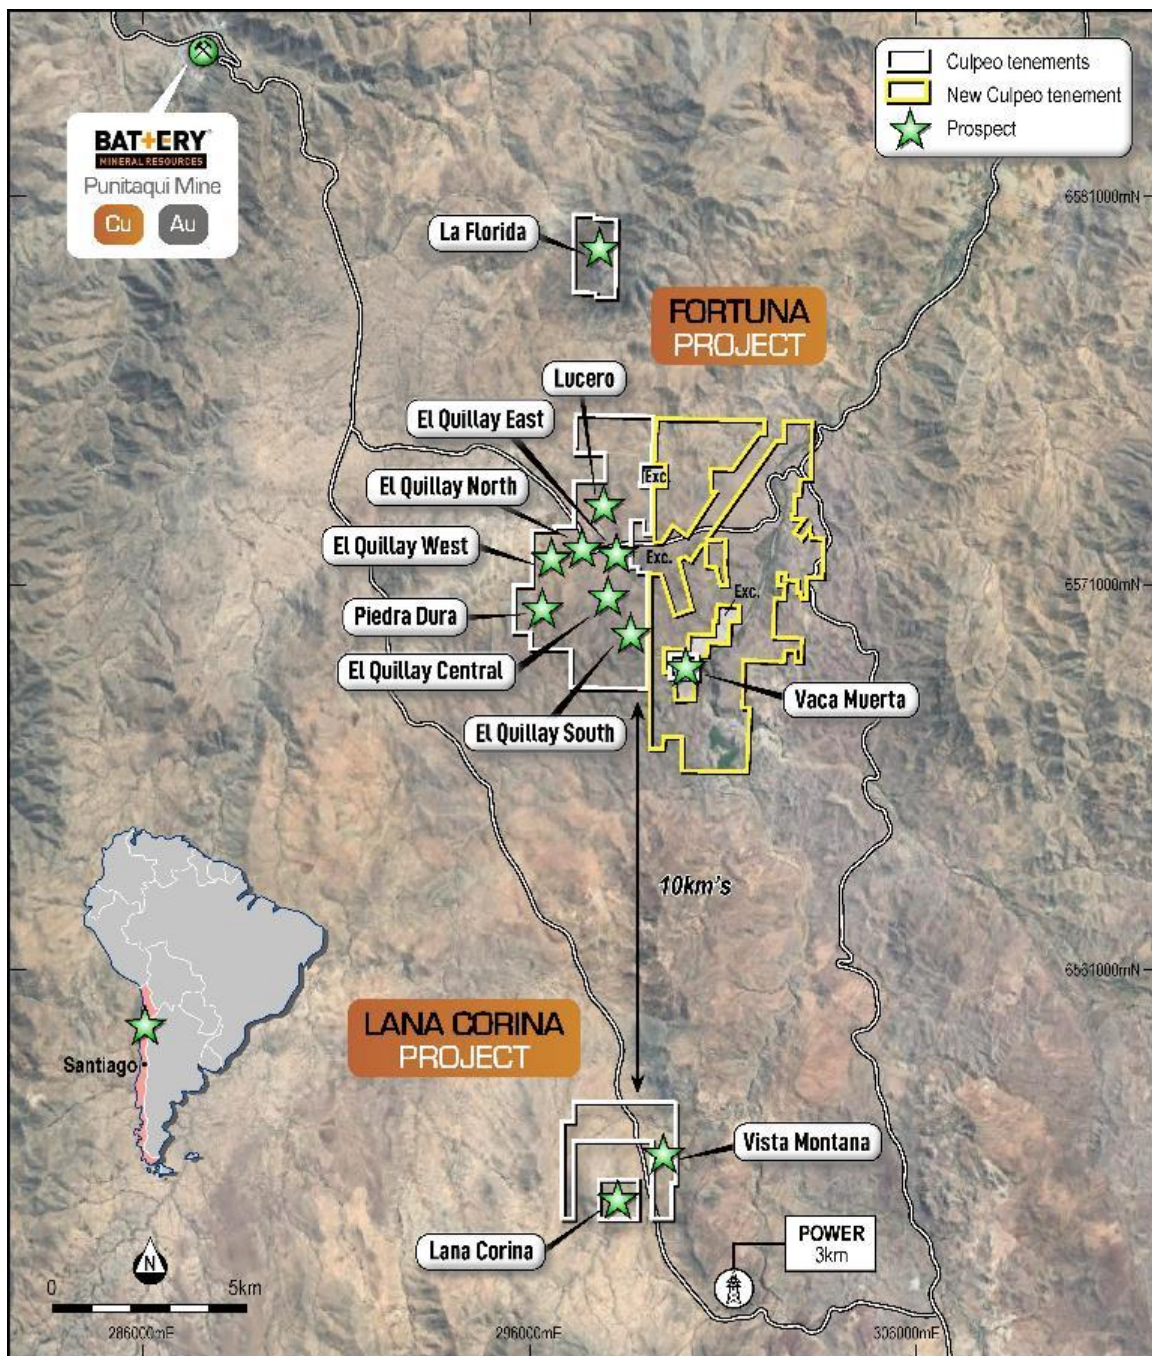 Culpeo tenements
New Culpeo tenement
Prospect
BATTERY
MINERAL RESOURCES
Punitaqui Mine
Cu
Au
6581000mN
La Florida
FORTUNA
PROJECT
Lucero
El Quillay East
Exc.
El Quillay North
El Quillay West
Exc.
6571000mN
Exc.
Piedra Dura
El Quillay Central
Vaca Muerta
El Quillay South
10km's
6561000mN
LANA CORINA
PROJECT
Santiago
Vista Montana
Lana Corina
POWER
3km
N
0
5km
286000mE
296000mE
306000mE